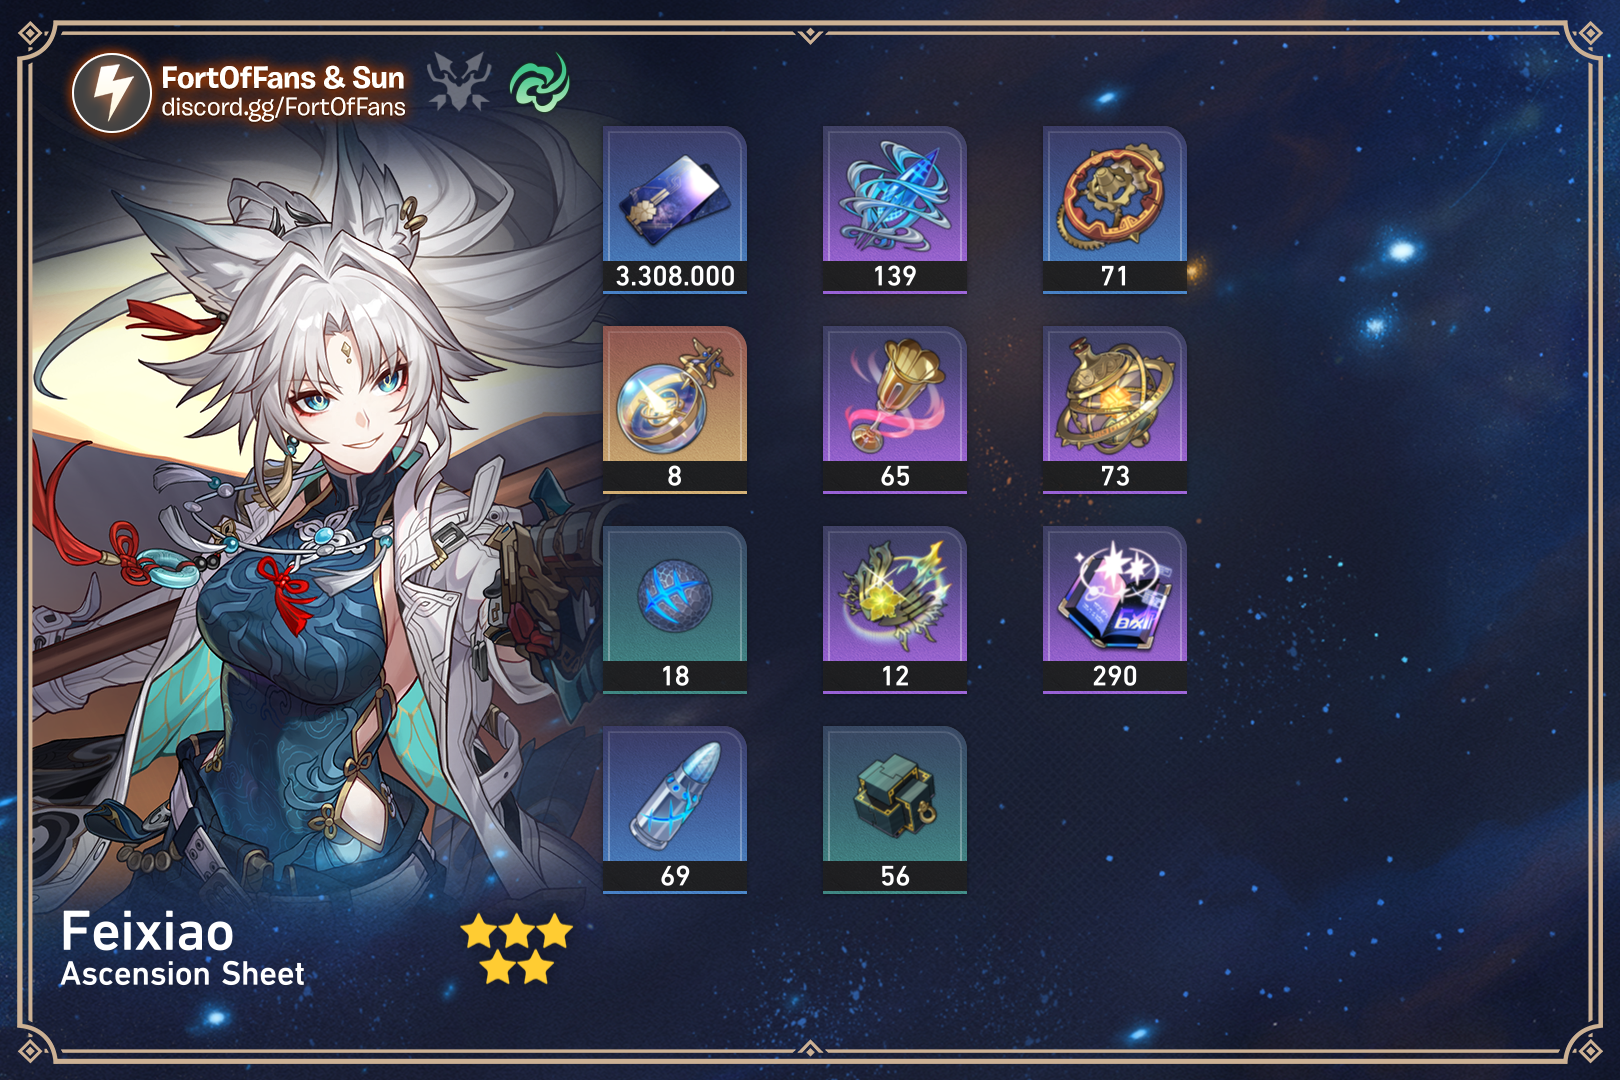 FortOfFans & Sun
discord.gg/FortOfFans
3.308.000
139
71
8
65
73
18
12
290
69
56
Feixiao
Ascension Sheet